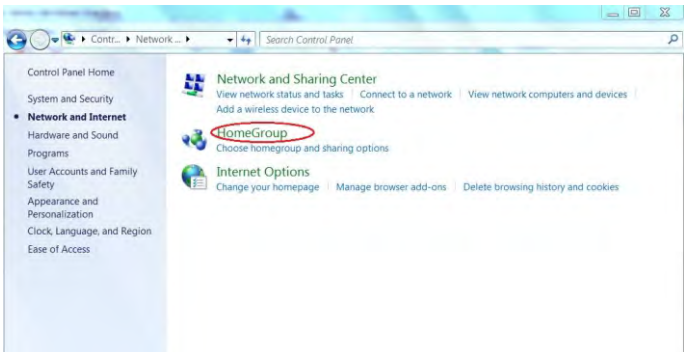 Contr... Network ...
Search Control Panel
Control Panel Home
System and Security
Network and Internet
Hardware and Sound
Programs
User Accounts and Family
Safety
Appearance and
Personalization
Clock, Language, and Region
Ease of Access
Network and Sharing Center
View network status and tasks Connect to a network View network computers and devices
Add a wireless device to the network
HomeGroup
Choose homegroup and sharing options
Internet Options
Change your homepage Manage browser add-ons Delete browsing history and cookies